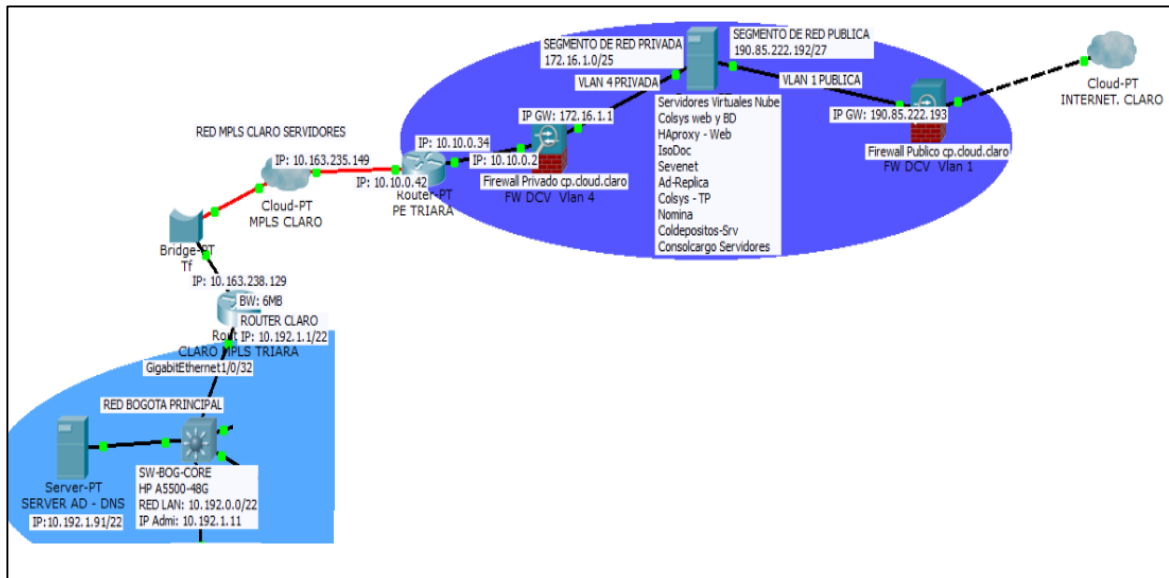 SEGMENTO DE RED PRIVADA
172.16.1.0/25
VLAN 4 PRIVADA
SEGMENTO DE RED PUBLICA
190.85.222.192/27
VLAN 1 PUBLICA
Cloud-PT
INTERNET. CLARO
IP GW: 172.16.1.1
IP GW: 190.85.222.193
Firewall Publico cp.cloud.claro
FW DCV Vlan 1
Servidores Virtuales Nube
Colsys web y BD
HAproxy - Web
IsoDoc
Sevenet
Ad-Replica
Colsys - TP
Nomina
Coldepositos-Srv
Consolcargo Servidores
RED MPLS CLARO SERVIDORES
IP: 10.10.0.34
IP: 10.10.0.2
Firewall Privado cp.cloud.claro
FW DCV Vlan 4
IP: 10.163.235.149
IP: 10.10.0.42
Router-PT
PE TRIARA
Cloud-PT
MPLS CLARO
Bridge-PT
Tf
IP: 10.163.238.129
BW: 6MB
ROUTER CLARO
Rout
IP: 10.192.1.1/22
CLARO MPLS TRIARA
GigabitEthernet1/0/32
RED BOGOTA PRINCIPAL
SW-BOG-CORE
HP A5500-48G
RED LAN: 10.192.0.0/22
IP Admi: 10.192.1.11
Server-PT
SERVER AD - DNS
IP:10.192.1.91/22